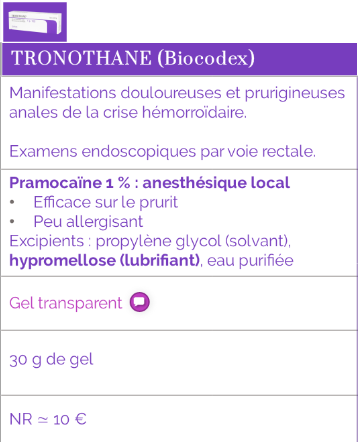 TRONOTHANE (Biocodex)
Manifestations douloureuses et prurigineuses
anales de la crise hémorroïdaire.
Examens endoscopiques par voie rectale.
Pramocaïne 1 % : anesthésique local
• Efficace sur le prurit
• Peu allergisant
Excipients : propylène glycol (solvant),
hypromellose (lubrifiant), eau purifiée
Gel transparent
30 g de gel
NR ≃ 10 €